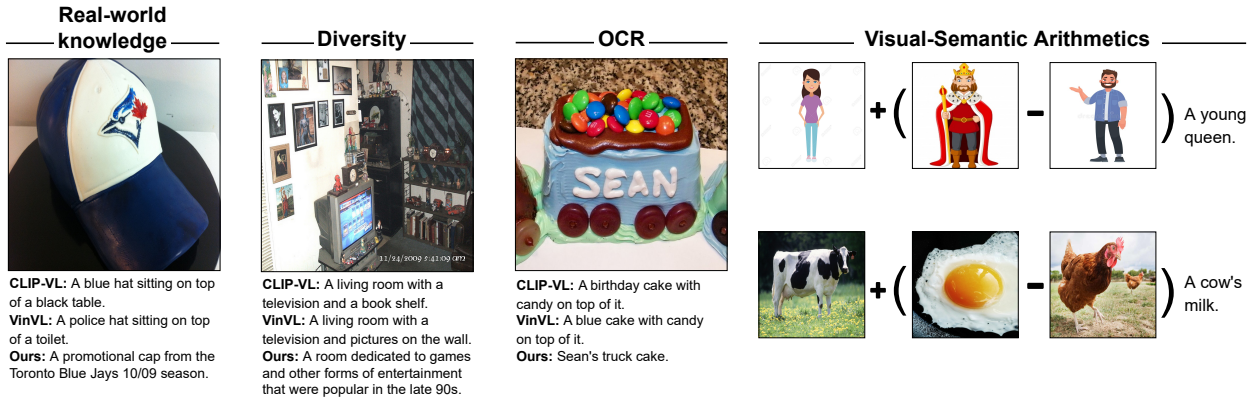 Real-world
knowledge
CLIP-VL: A blue hat sitting on top
of a black table.
VinVL: A police hat sitting on top
of a toilet.
Ours: A promotional cap from the
Toronto Blue Jays 10/09 season.
Diversity
11/24/2009 5:41:09 am
CLIP-VL: A living room with a
television and a book shelf.
VinVL: A living room with a
television and pictures on the wall.
Ours: A room dedicated to games
and other forms of entertainment
that were popular in the late 90s.
OCR
SEAN
CLIP-VL: A birthday cake with
candy on top of it.
VinVL: A blue cake with candy
on top of it.
Ours: Sean's truck cake.
Visual-Semantic Arithmetics
+ ( - ) A young
queen.
+ ( - ) A cow's
milk.